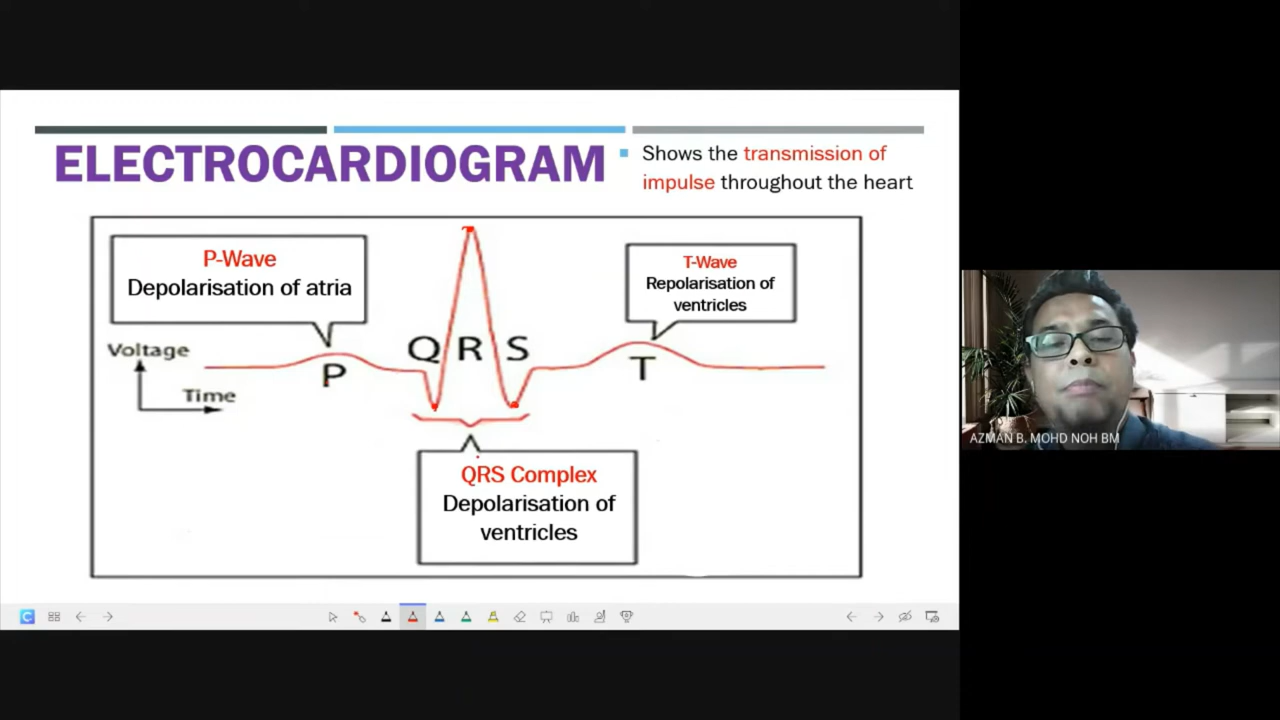 ELECTROCARDIOGRAM
Shows the transmission of
impulse throughout the heart
P-Wave
Depolarisation of atria
T-Wave
Repolarisation of
ventricles
Voltage
Time
P
Q R S
T
QRS Complex
Depolarisation of
ventricles
AZMAN B. MOHD NOH BM